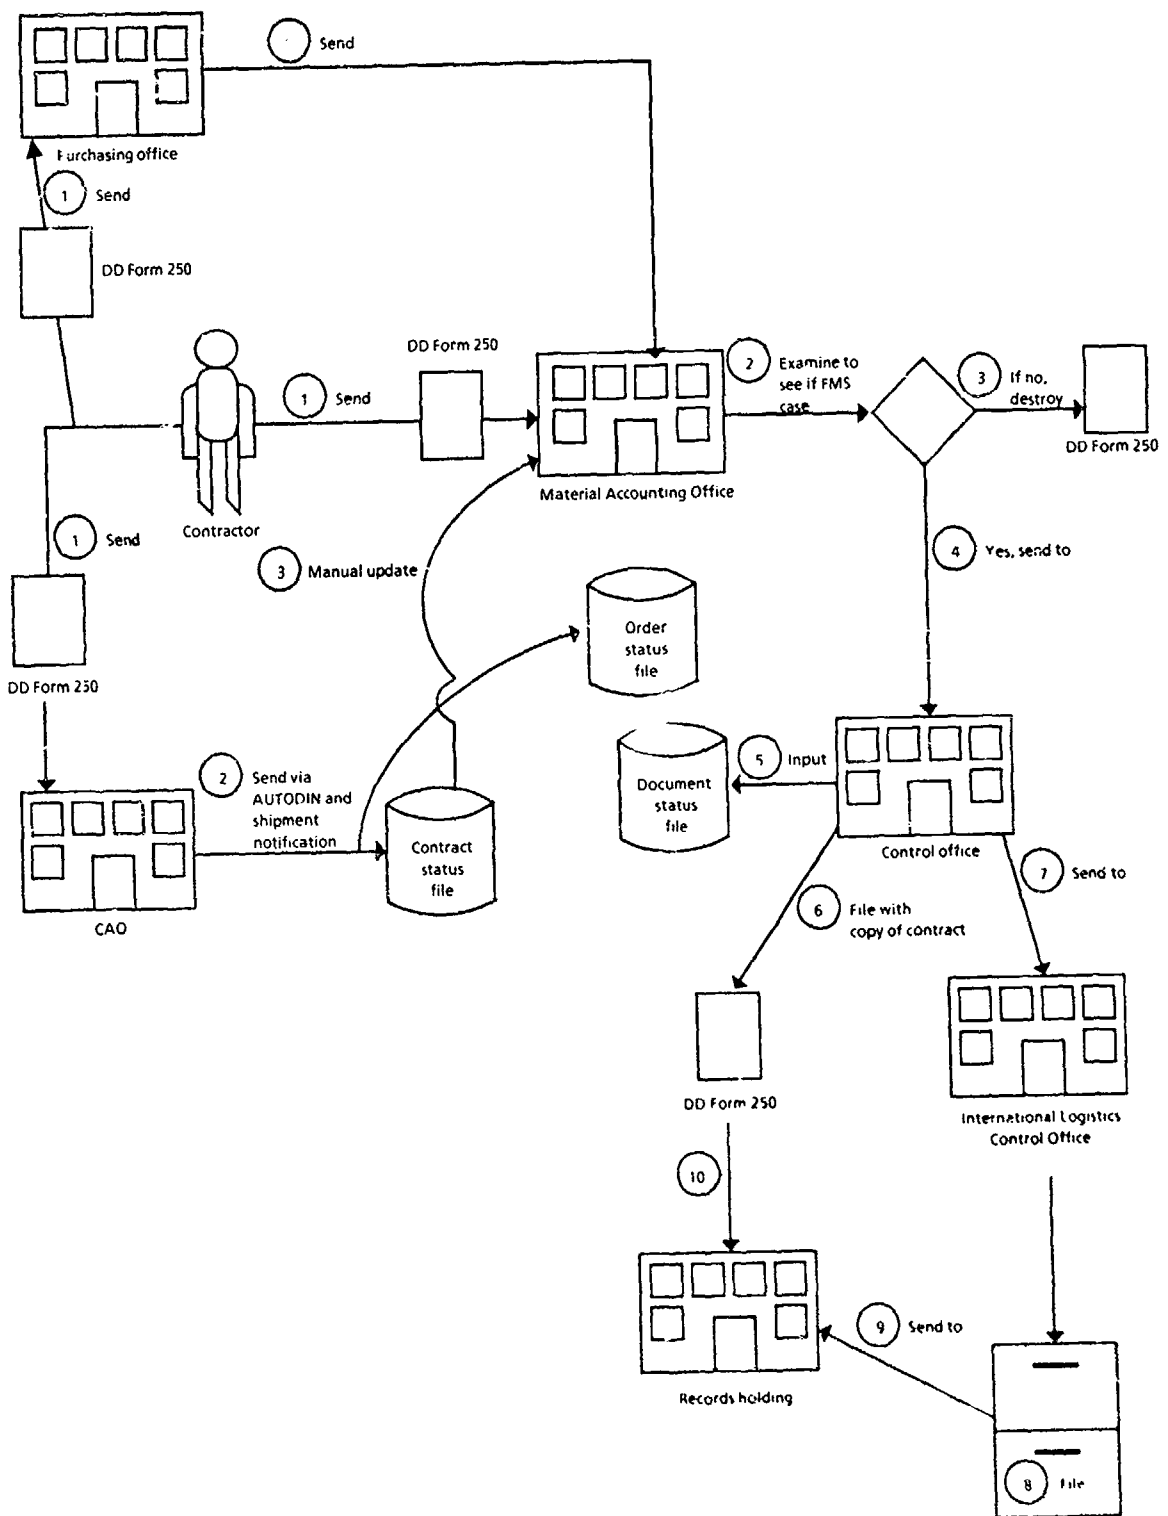 Send
Purchasing office
1 Send
DD Form 250
DD Form 250
1 Send
2 Examine to
see if FMS
case
3 If no,
destroy
DD Form 250
Material Accounting Office
Contractor
1 Send
4 Yes, send to
3 Manual update
Order
status
file
DD Form 250
2 Send via
AUTODIN and
shipment
notification
Contract
status
file
CAO
Document
status
file
5 Input
Control office
6 File with
copy of contract
7 Send to
DD Form 250
International Logistics
Control Office
10
9 Send to
Records holding
8 File